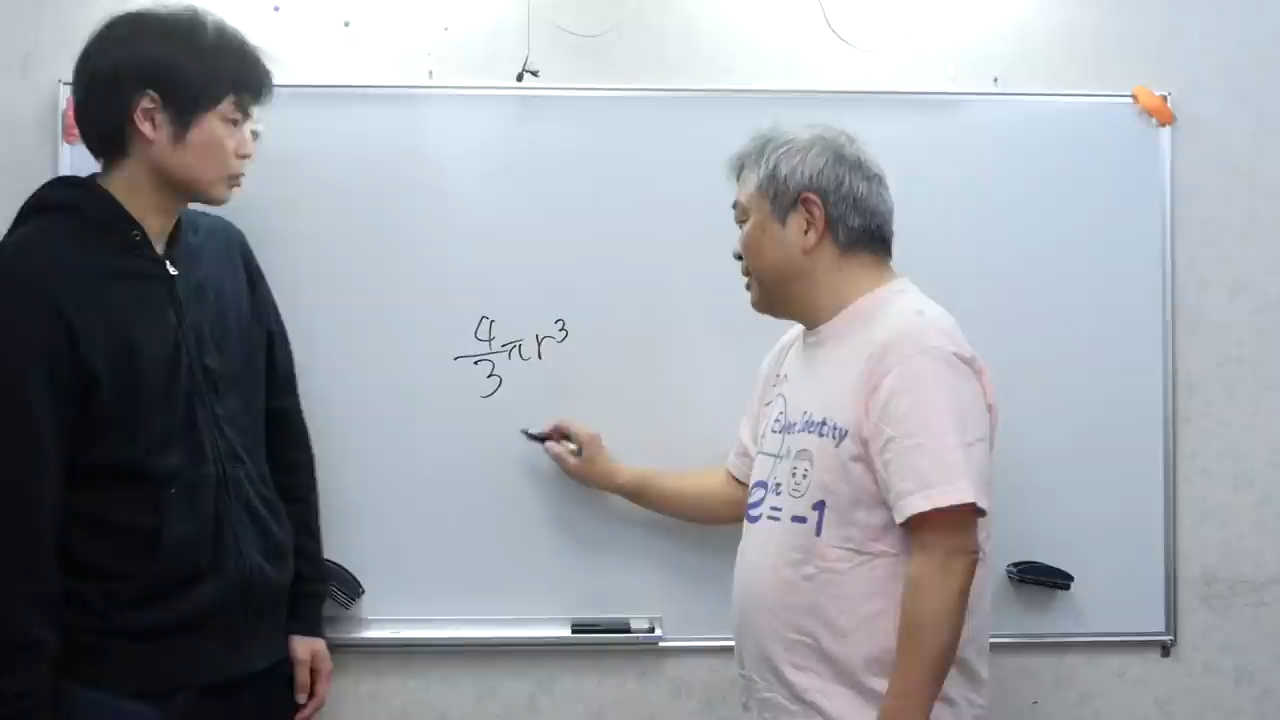 4/3 πr³
Euler Identity
e^{iπ} = -1